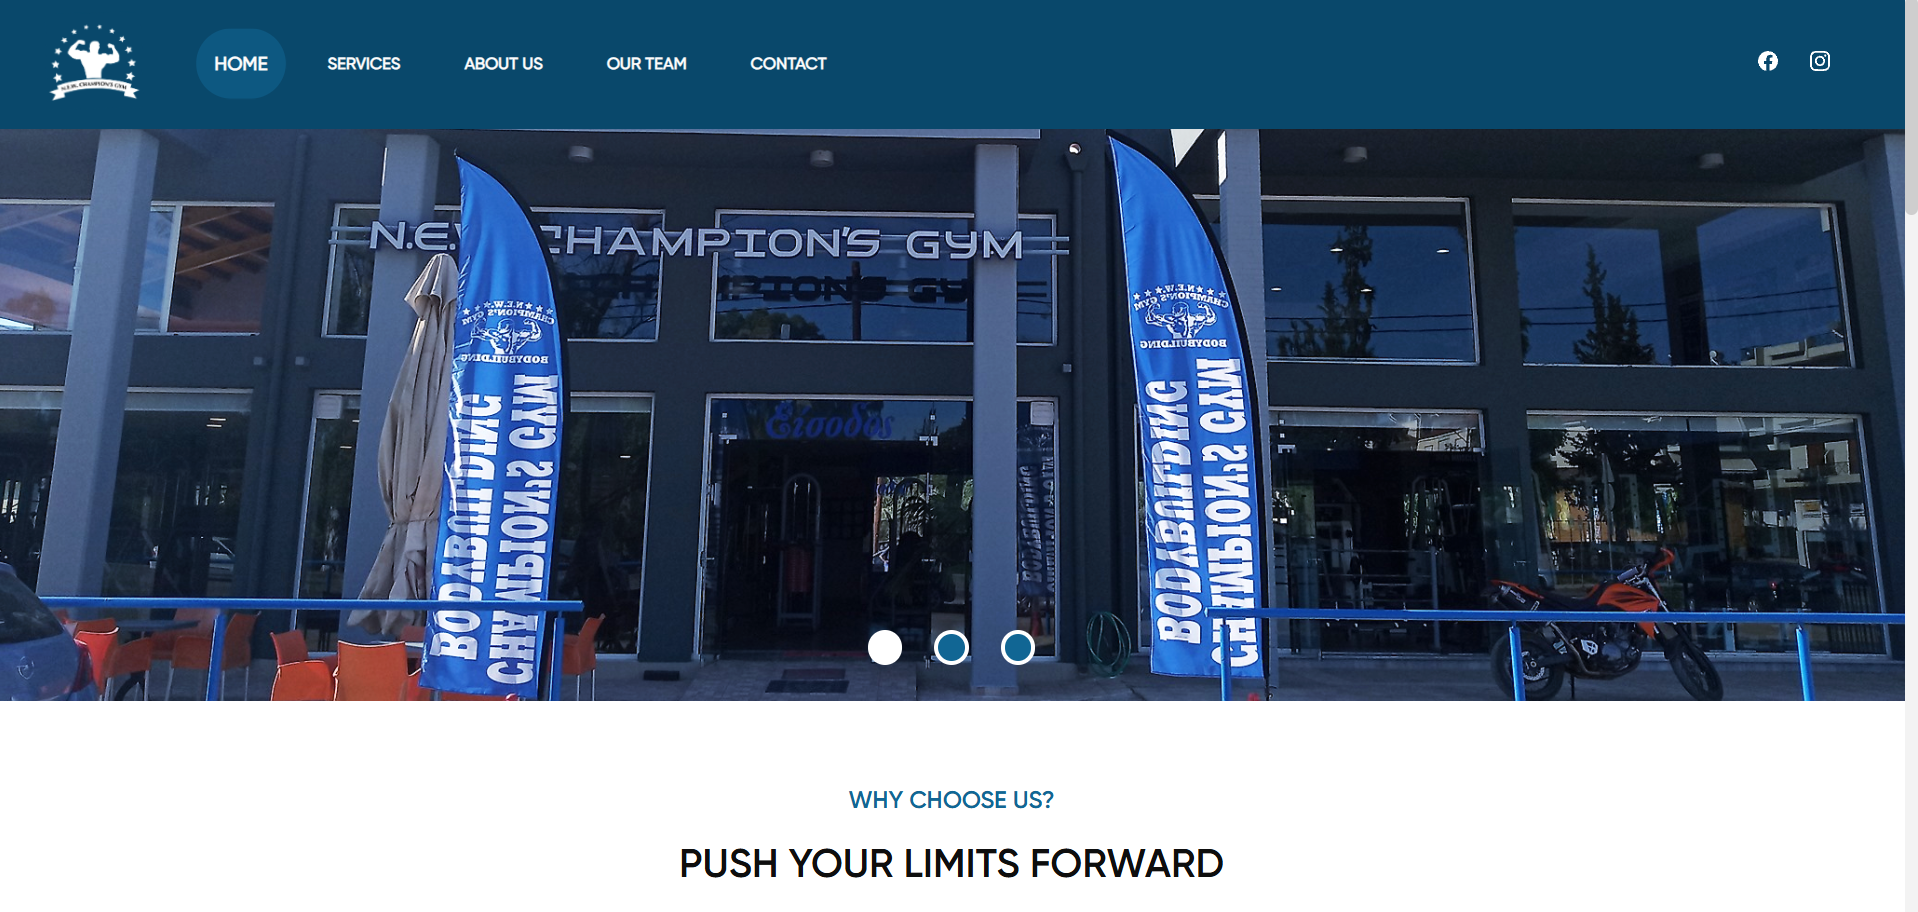 N.E.W. CHAMPION'S GYM
HOME
SERVICES
ABOUT US
OUR TEAM
CONTACT
N.E.W. CHAMPION'S GYM
N.E.W.
CHAMPION'S GYM
BODYBUILDING
BODYBUILDING
CHAMPION'S GYM
Είσοδος
N.E.W.
CHAMPION'S GYM
BODYBUILDING
BODYBUILDING
CHAMPION'S GYM
WHY CHOOSE US?
PUSH YOUR LIMITS FORWARD